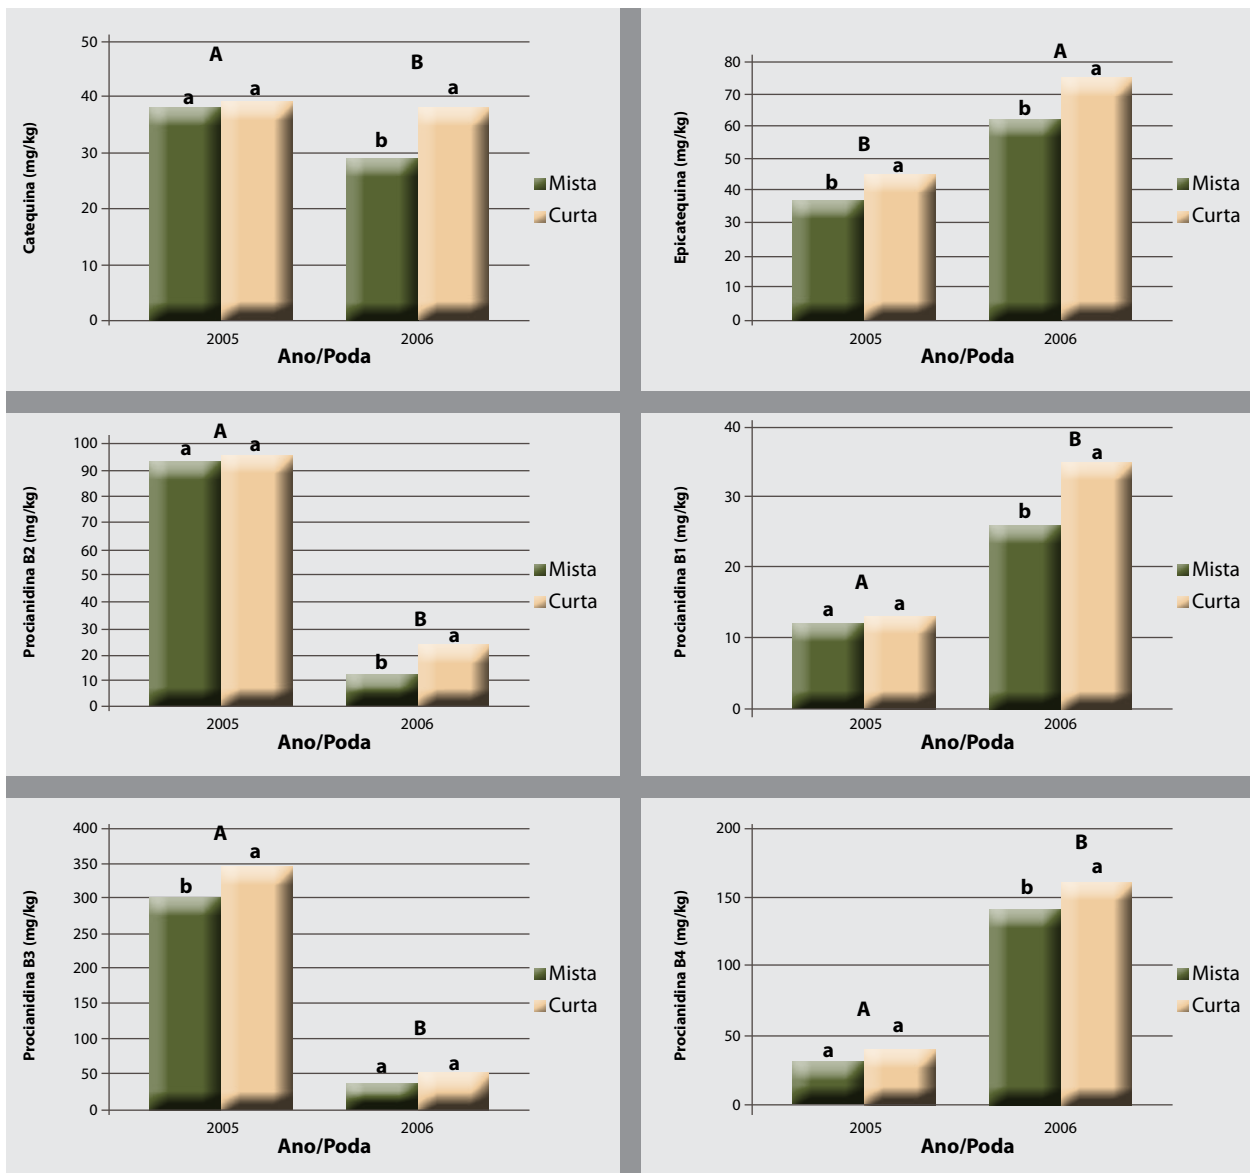 50
40
30
20
10
0
Catequina (mg/kg)
A
B
a
a
b
a
2005
2006
Ano/Poda
Mista
Curta
80
70
60
50
40
30
20
10
0
Epicatequina (mg/kg)
B
A
b
a
b
a
2005
2006
Ano/Poda
Mista
Curta
100
90
80
70
60
50
40
30
20
10
0
Procianidina B2 (mg/kg)
A
B
a
a
b
a
2005
2006
Ano/Poda
Mista
Curta
40
30
20
10
0
Procianidina B1 (mg/kg)
A
B
a
a
b
a
2005
2006
Ano/Poda
Mista
Curta
400
350
300
250
200
150
100
50
0
Procianidina B3 (mg/kg)
A
B
b
a
a
a
2005
2006
Ano/Poda
Mista
Curta
200
150
100
50
0
Procianidina B4 (mg/kg)
A
B
a
a
b
a
2005
2006
Ano/Poda
Mista
Curta